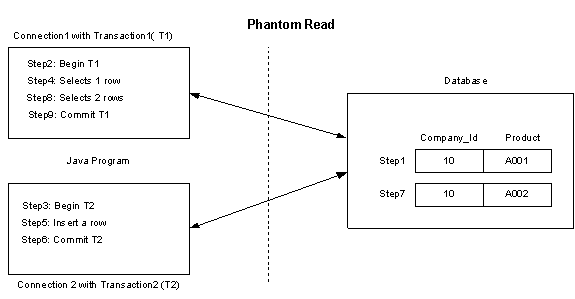 Phantom Read
Connection1 with Transaction1( T1)
Step2: Begin T1
Step4: Selects 1 row
Step8: Selects 2 rows
Step9: Commit T1
Java Program
Step3: Begin T2
Step5: Insert a row
Step6: Commit T2
Connection 2 with Transaction2 (T2)
Database
Company_Id Product
Step1 10 A001
Step7 10 A002